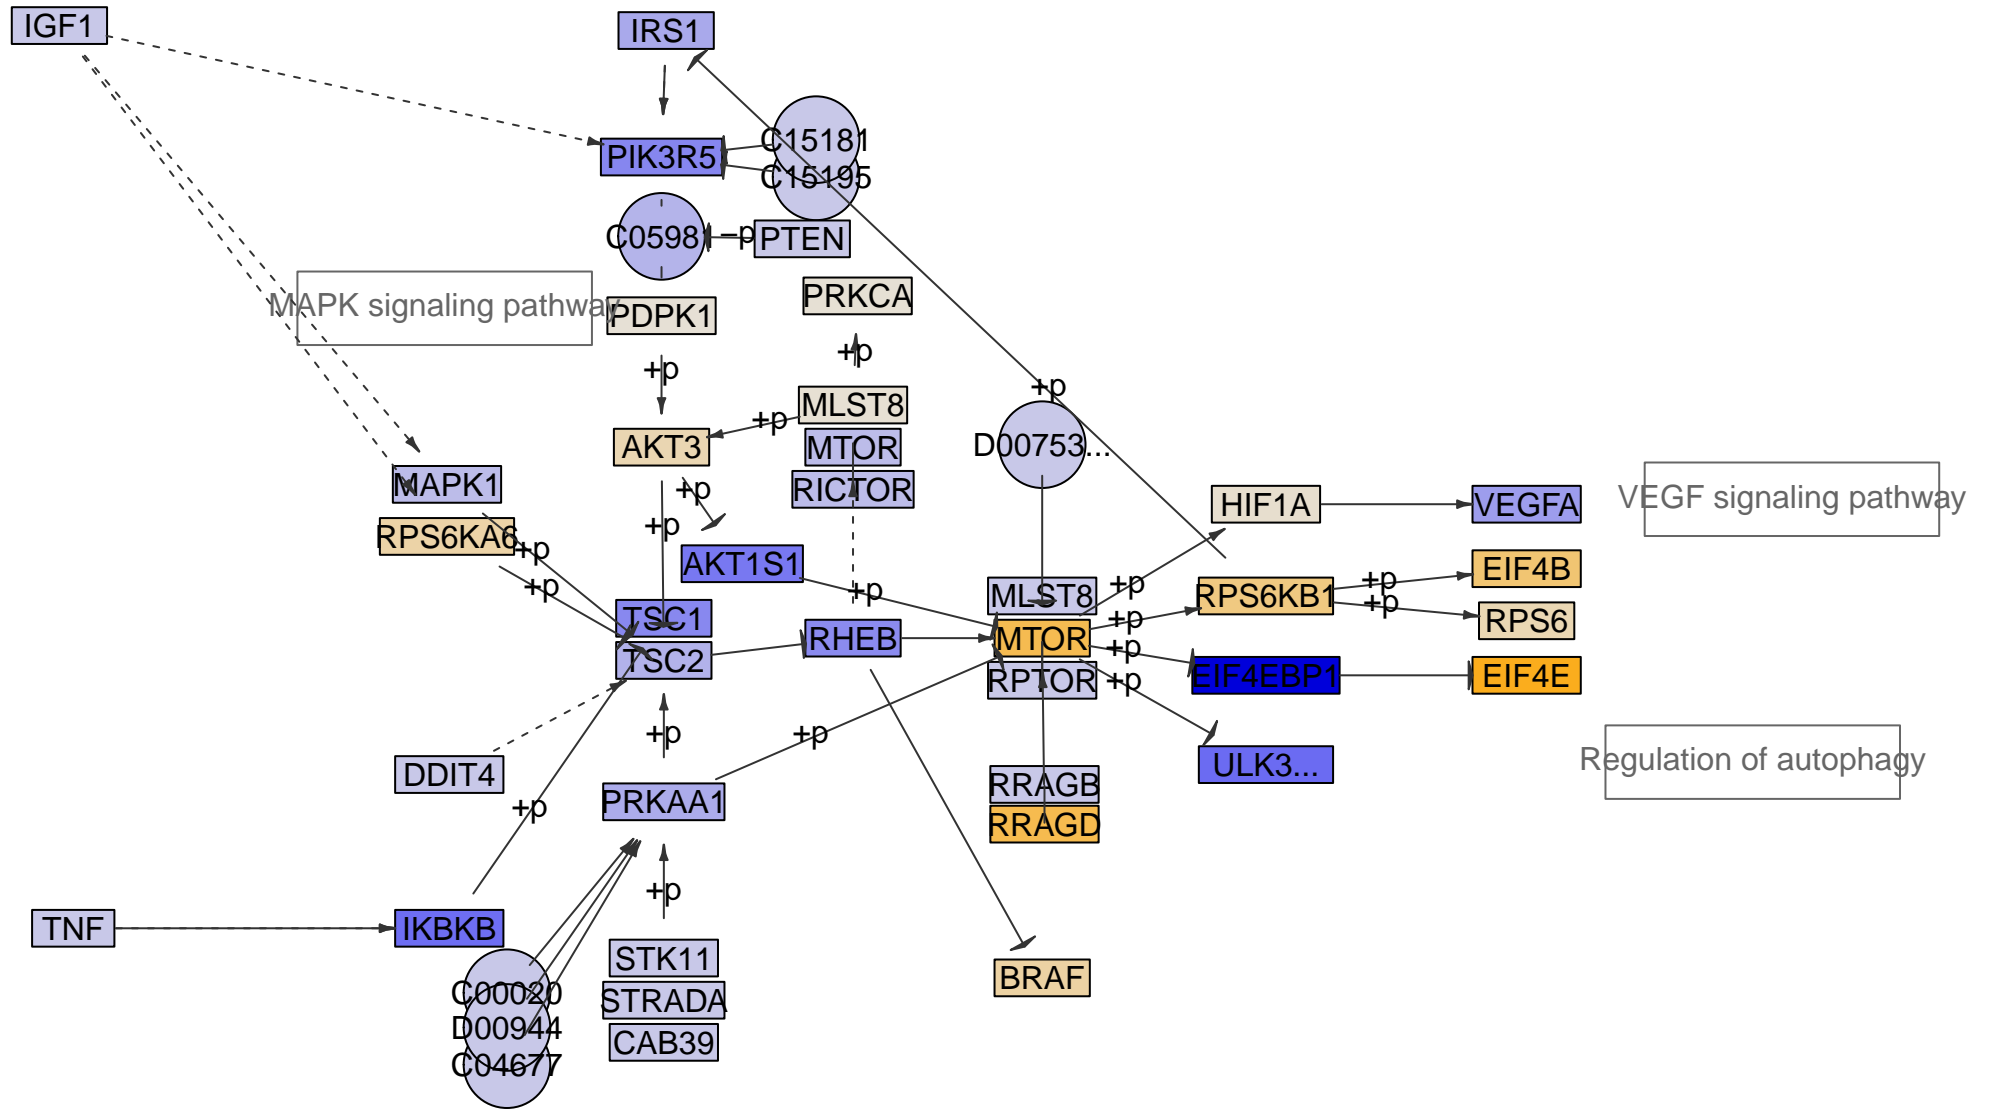 IGF1
IRS1
PIK3R5
C15181
C15195
C0598
−p
PTEN
MAPK signaling pathway
PDPK1
PRKCA
+p
+p
+p
MLST8
+p
AKT3
MTOR
D00753...
MAPK1
RICTOR
+p
HIF1A
VEGFA
VEGF signaling pathway
RPS6KA6
+p
+p
AKT1S1
EIF4B
+p
+p
+p
+p
MLST8
RPS6KB1
+p
TSC1
+p
RPS6
RHEB
MTOR
+p
TSC2
RPTOR
+p
EIF4EBP1
EIF4E
+p
+p
DDIT4
ULK3...
Regulation of autophagy
PRKAA1
+p
RRAGB
RRAGD
+p
TNF
IKBKB
STK11
BRAF
C00020
STRADA
D00944
CAB39
C04677